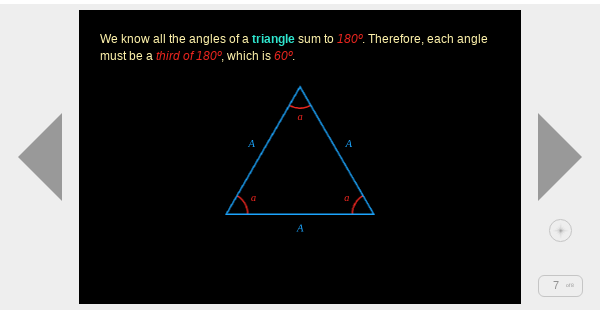 We know all the angles of a triangle sum to 180º. Therefore, each angle
must be a third of 180º, which is 60º.
a
A
A
a
a
A
7